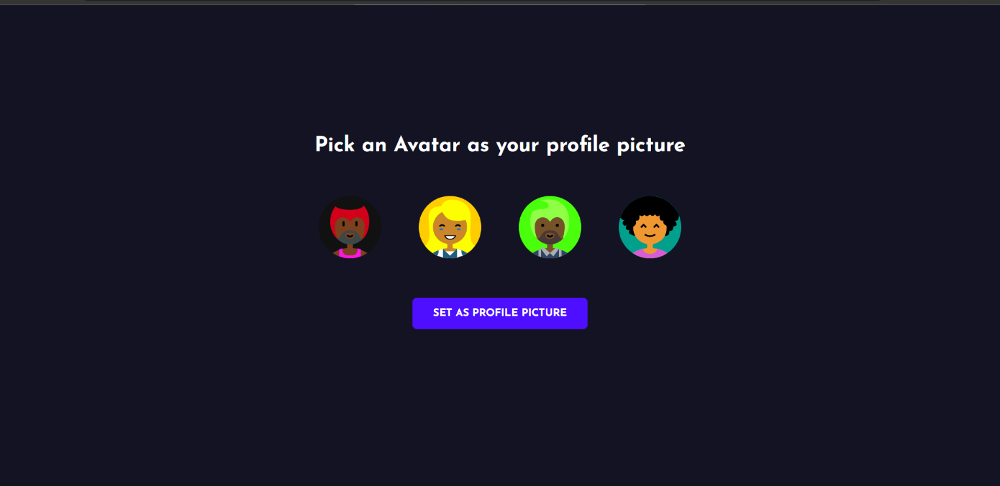 Pick an Avatar as your profile picture
SET AS PROFILE PICTURE